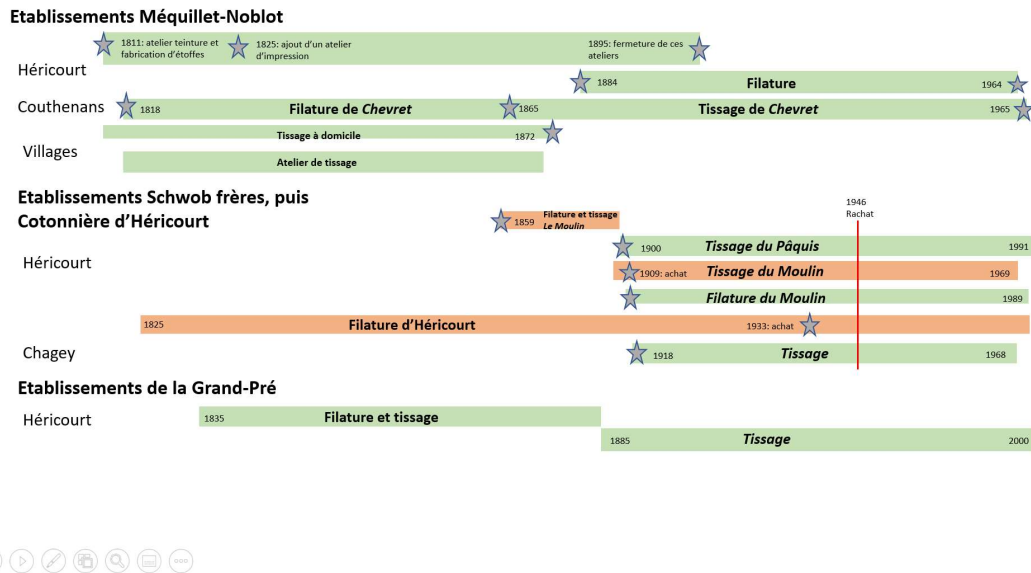 Etablissements Méquillet-Noblot
1811: atelier teinture et
fabrication d'étoffes
1825: ajout d'un atelier
d'impression
1895: fermeture de ces
ateliers
Héricourt
1884
Filature
1964
Couthenans
1818
Filature de Chevret
1865
Tissage de Chevret
1965
Tissage à domicile
1872
Villages
Atelier de tissage
Etablissements Schwob frères, puis
Cotonnière d'Héricourt
1859
Filature et tissage
Le Moulin
1946
Rachat
Héricourt
1900
Tissage du Pâquis
1991
1909: achat
Tissage du Moulin
1969
Filature du Moulin
1989
1825
Filature d'Héricourt
1933: achat
Chagey
1918
Tissage
1968
Etablissements de la Grand-Pré
Héricourt
1835
Filature et tissage
1885
Tissage
2000